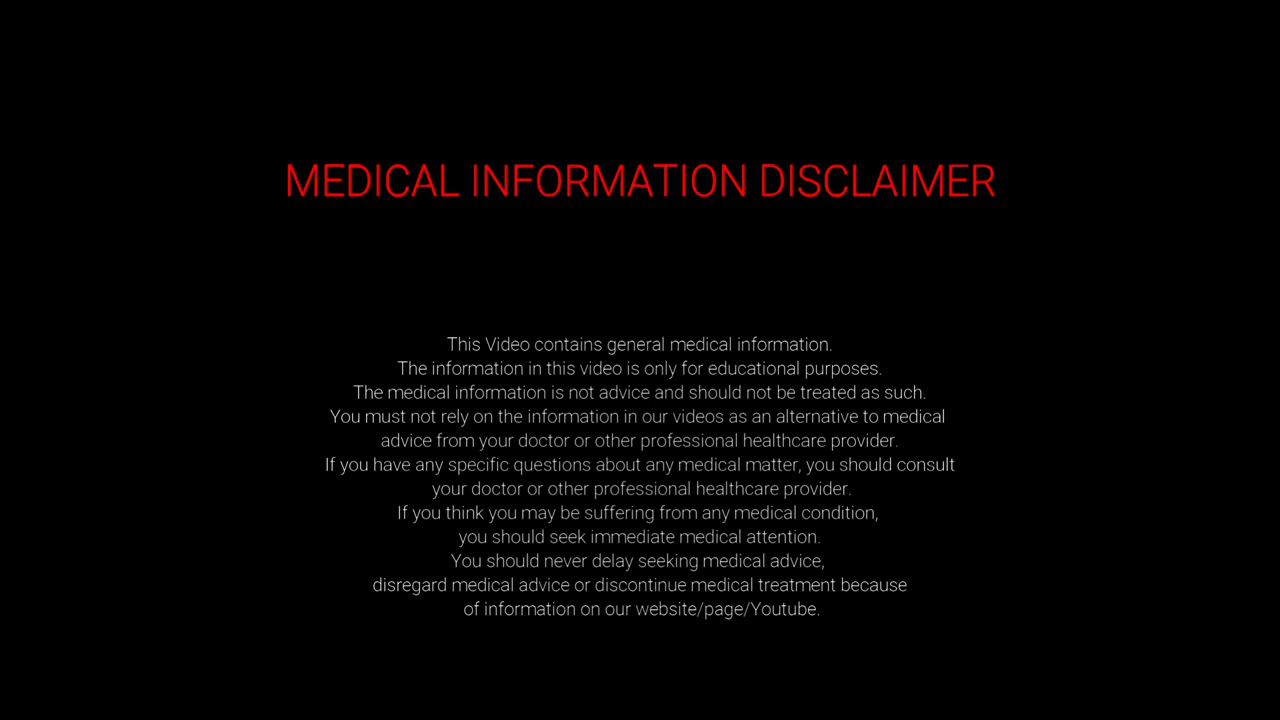 MEDICAL INFORMATION DISCLAIMER
This Video contains general medical information.
The information in this video is only for educational purposes.
The medical information is not advice and should not be treated as such.
You must not rely on the information in our videos as an alternative to medical
advice from your doctor or other professional healthcare provider.
If you have any specific questions about any medical matter, you should consult
your doctor or other professional healthcare provider.
If you think you may be suffering from any medical condition,
you should seek immediate medical attention.
You should never delay seeking medical advice,
disregard medical advice or discontinue medical treatment because
of information on our website/page/Youtube.